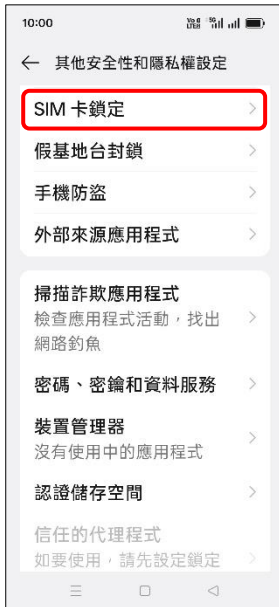 10:00
其他安全性和隱私權設定
SIM 卡鎖定
假基地台封鎖
手機防盜
外部來源應用程式
掃描詐欺應用程式
檢查應用程式活動，找出
網路釣魚
密碼、密鑰和資料服務
裝置管理器
沒有使用中的應用程式
認證儲存空間
信任的代理程式
如要使用，請先設定鎖定